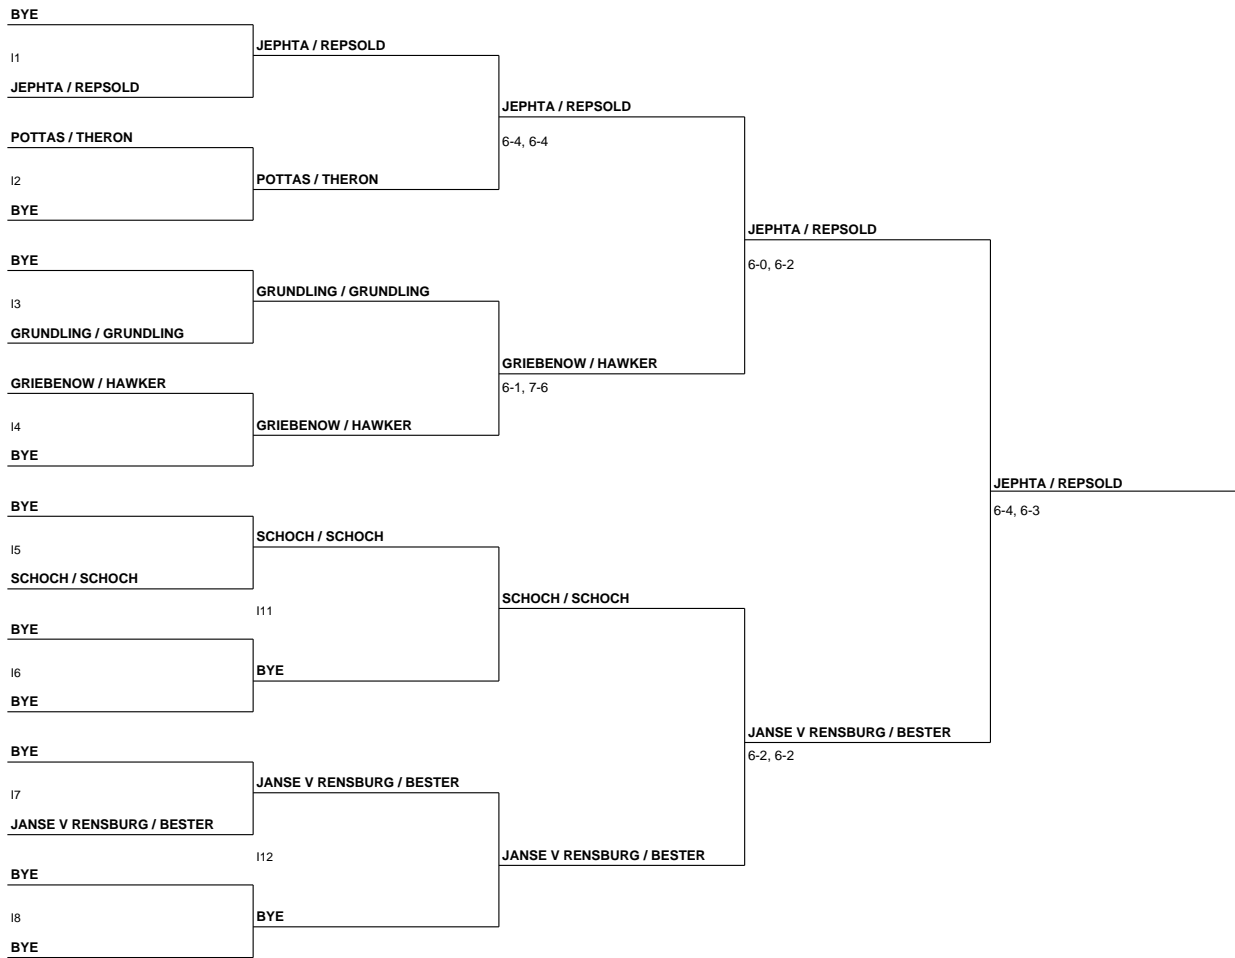 BYE
I1
JEPHTA / REPSOLD
POTTAS / THERON
I2
BYE
BYE
I3
GRUNDLING / GRUNDLING
GRIEBENOW / HAWKER
I4
BYE
BYE
I5
SCHOCH / SCHOCH
BYE
I6
BYE
BYE
I7
JANSE V RENSBURG / BESTER
BYE
I8
BYE
JEPHTA / REPSOLD
POTTAS / THERON
GRUNDLING / GRUNDLING
GRIEBENOW / HAWKER
SCHOCH / SCHOCH
I11
BYE
JANSE V RENSBURG / BESTER
I12
BYE
JEPHTA / REPSOLD
6-4, 6-4
GRIEBENOW / HAWKER
6-1, 7-6
SCHOCH / SCHOCH
JANSE V RENSBURG / BESTER
JEPHTA / REPSOLD
6-0, 6-2
JANSE V RENSBURG / BESTER
6-2, 6-2
JEPHTA / REPSOLD
6-4, 6-3